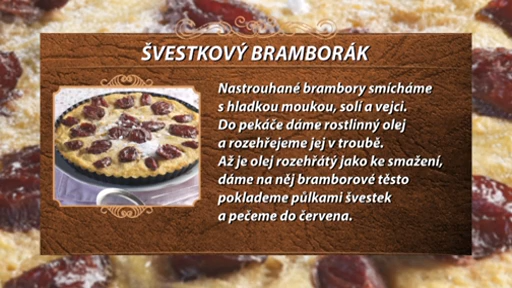 ŠVESTKOVÝ BRAMBORÁK
Nastrouhané brambory smícháme
s hladkou moukou, solí a vejci.
Do pekáče dáme rostlinný olej
a rozehřejeme jej v troubě.
Až je olej rozehřátý jako ke smažení,
dáme na něj bramborové těsto
poklademe půlkami švestek
a pečeme do červena.